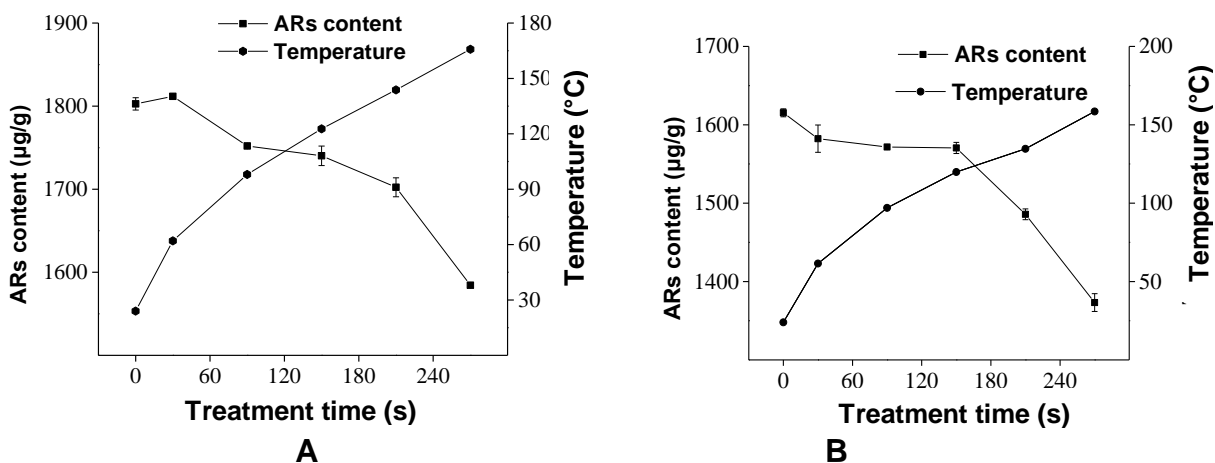 1900
1800
1700
1600
ARs content (µg/g)
180
150
120
90
60
30
Temperature (°C)
ARs content
Temperature
0 60 120 180 240
Treatment time (s)
A
1700
1600
1500
1400
ARs content (µg/g)
200
150
100
50
Temperature (°C)
ARs content
Temperature
0 60 120 180 240
Treatment time (s)
B